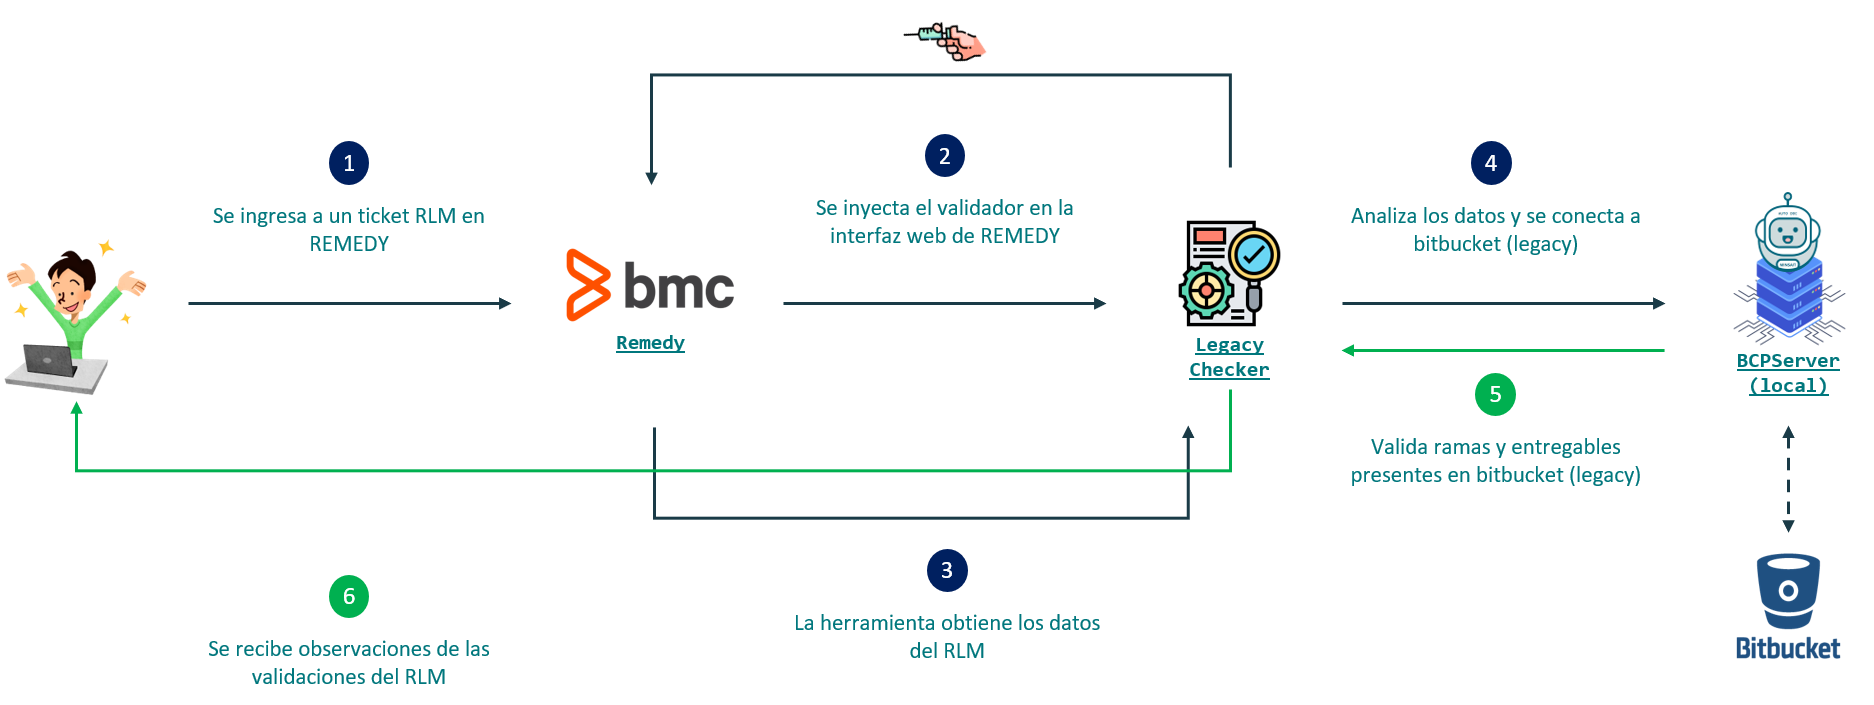 1
Se ingresa a un ticket RLM en
REMEDY
2
Se inyecta el validador en la
interfaz web de REMEDY
4
Analiza los datos y se conecta a
bitbucket (legacy)
bmc
Remedy
Legacy
Checker
BCPServer
(local)
5
Valida ramas y entregables
presentes en bitbucket (legacy)
3
La herramienta obtiene los datos
del RLM
6
Se recibe observaciones de las
validaciones del RLM
Bitbucket